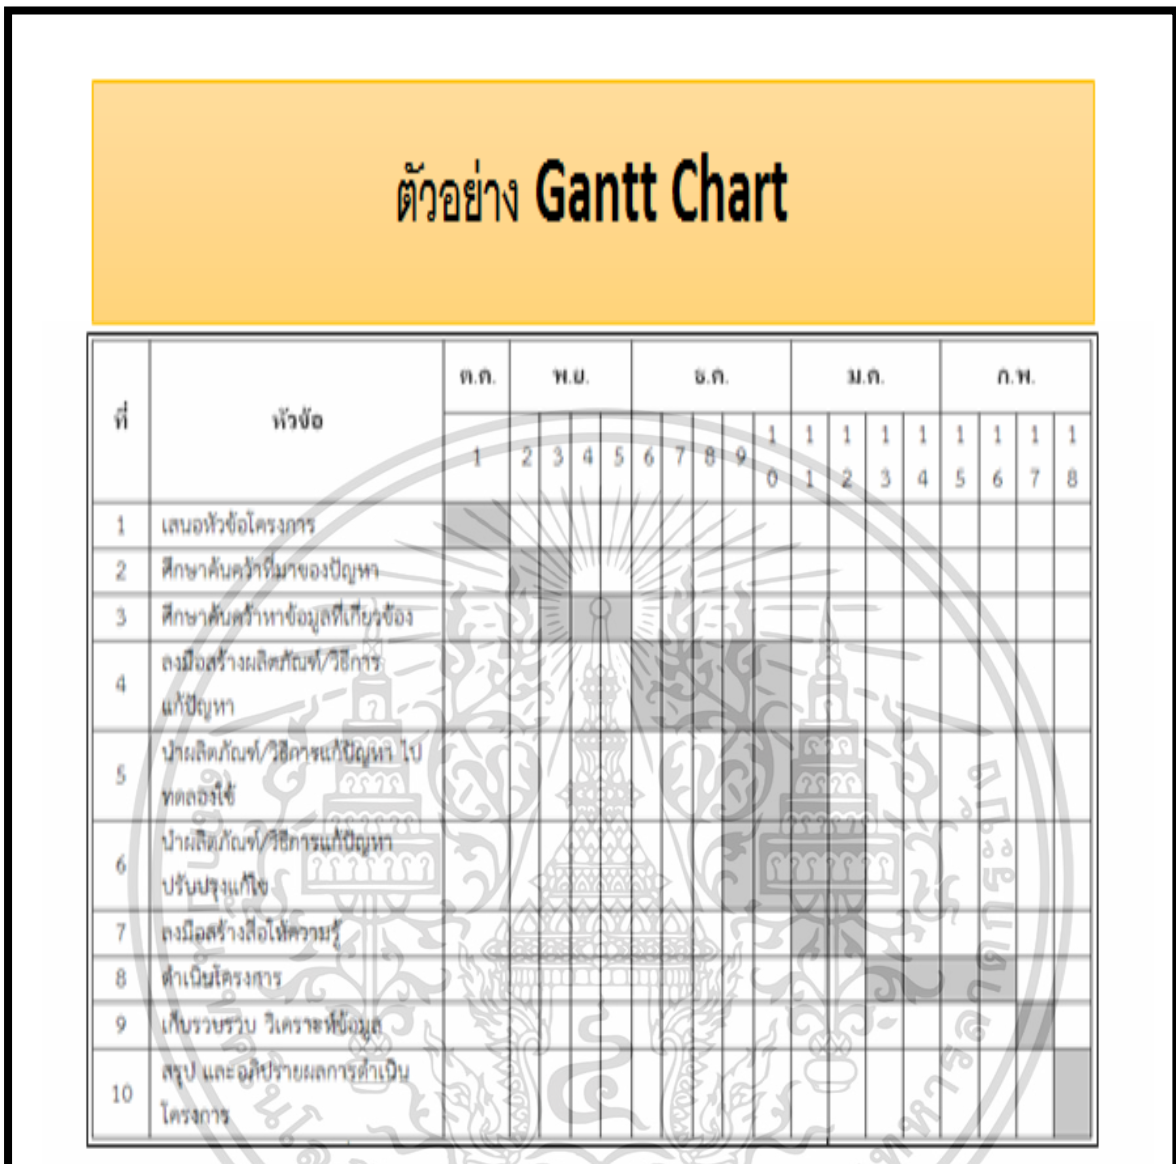 ตัวอย่าง Gantt Chart
ที่ หัวข้อ ต.ค. พ.ย. ธ.ค. ม.ค. ก.พ.
1 2 3 4 5 6 7 8 9 10 11 12 13 14 15 16 17 18
1 เสนอหัวข้อโครงการ
2 ศึกษาค้นคว้าที่มาของปัญหา
3 ศึกษาค้นคว้าหาข้อมูลที่เกี่ยวข้อง
4 ลงมือสร้างผลิตภัณฑ์/วิธีการ
แก้ปัญหา
5 นำผลิตภัณฑ์/วิธีการแก้ปัญหา ไป
ทดลองใช้
6 นำผลิตภัณฑ์/วิธีการแก้ปัญหา
ปรับปรุงแก้ไข
7 ลงมือสร้างสื่อให้ความรู้
8 ดำเนินโครงการ
9 เก็บรวบรวบ วิเคราะห์ข้อมูล
10 สรุป และอภิปรายผลการดำเนิน
โครงการ